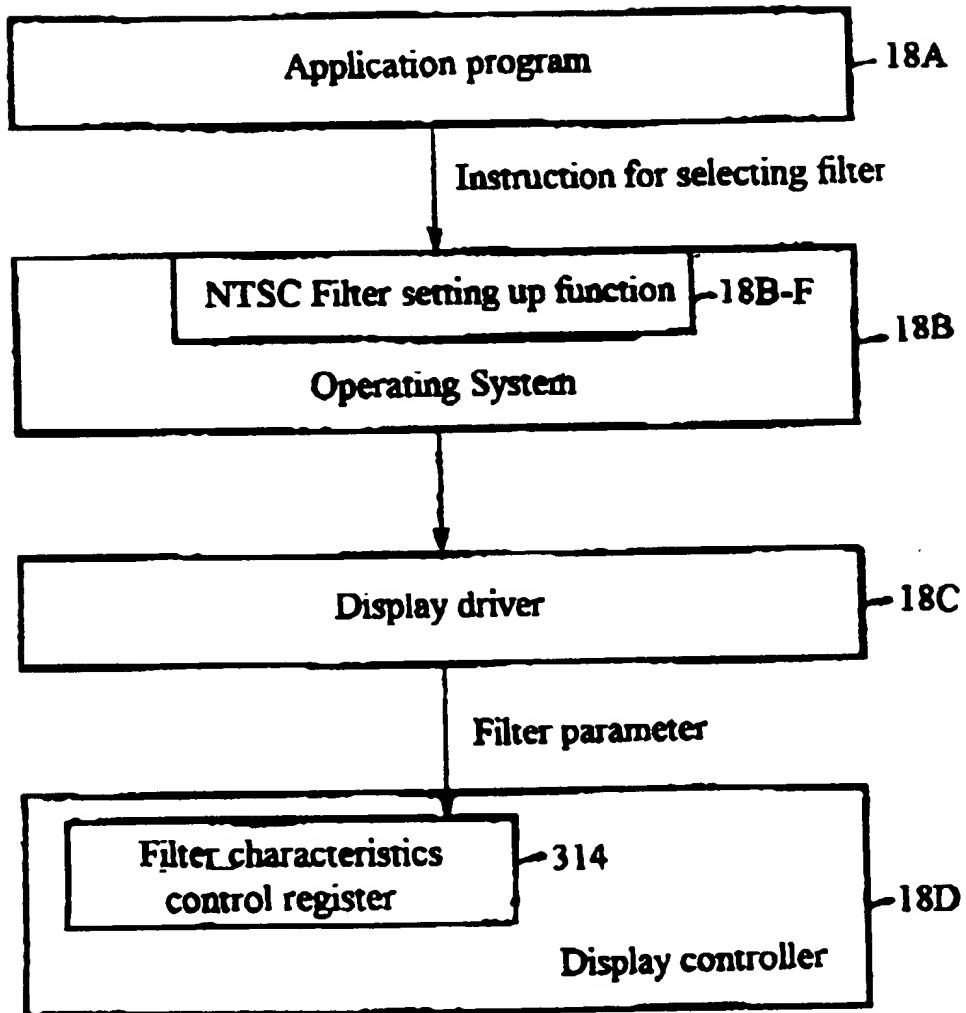 Application program
18A
Instruction for selecting filter
NTSC Filter setting up function
18B-F
18B
Operating System
Display driver
18C
Filter parameter
Filter characteristics
control register
314
18D
Display controller